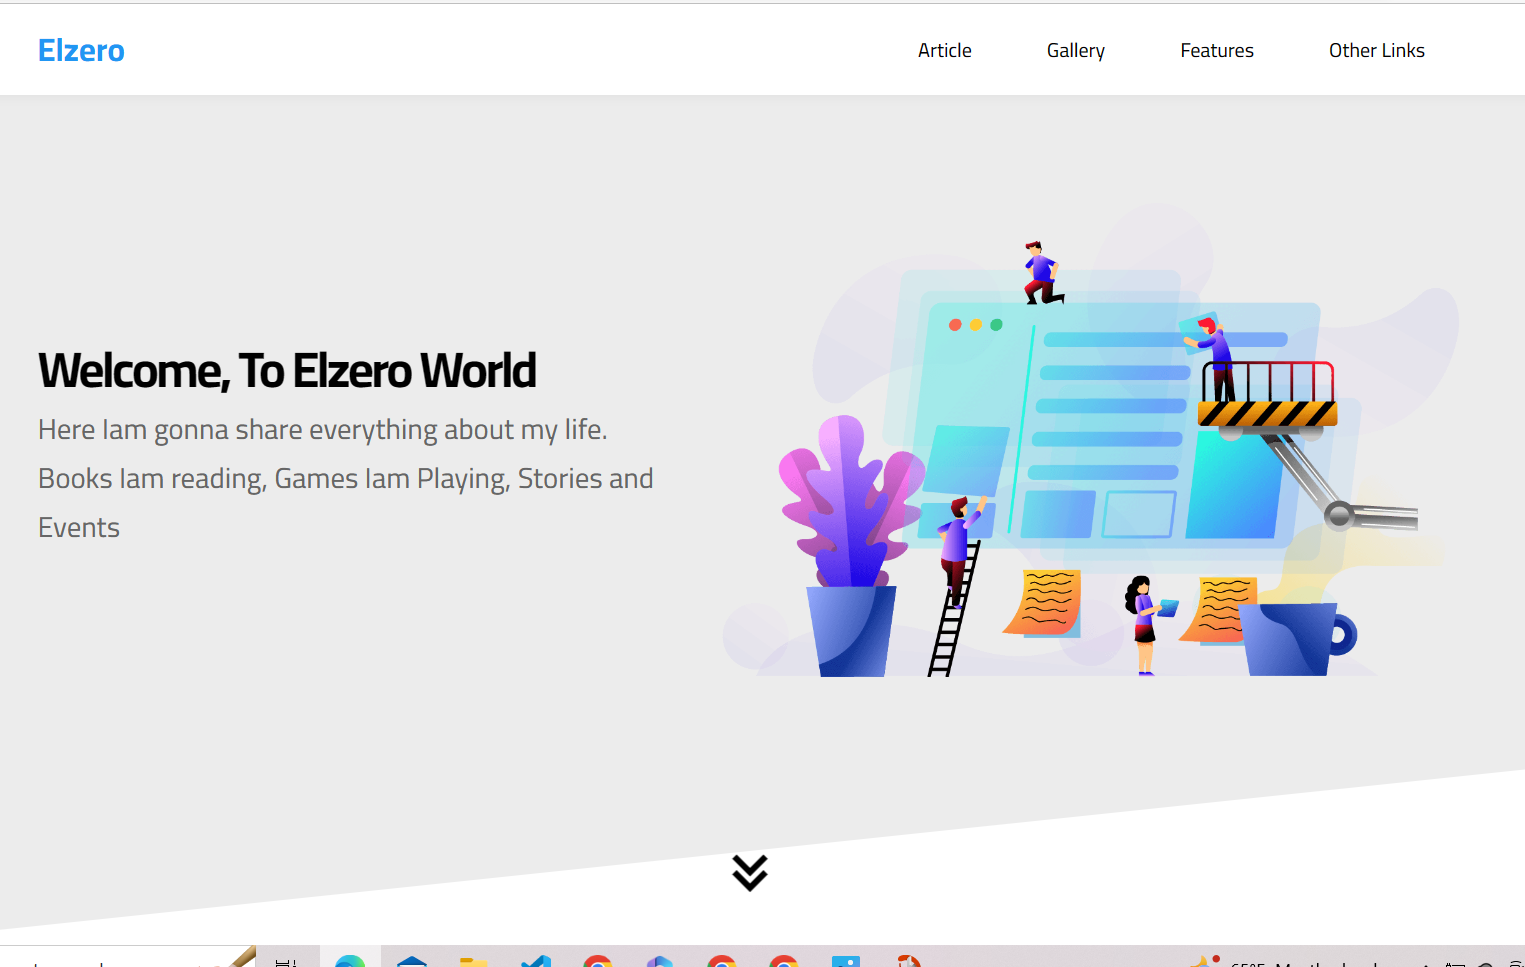 Elzero
Article
Gallery
Features
Other Links
Welcome, To Elzero World
Here Iam gonna share everything about my life.
Books Iam reading, Games Iam Playing, Stories and
Events